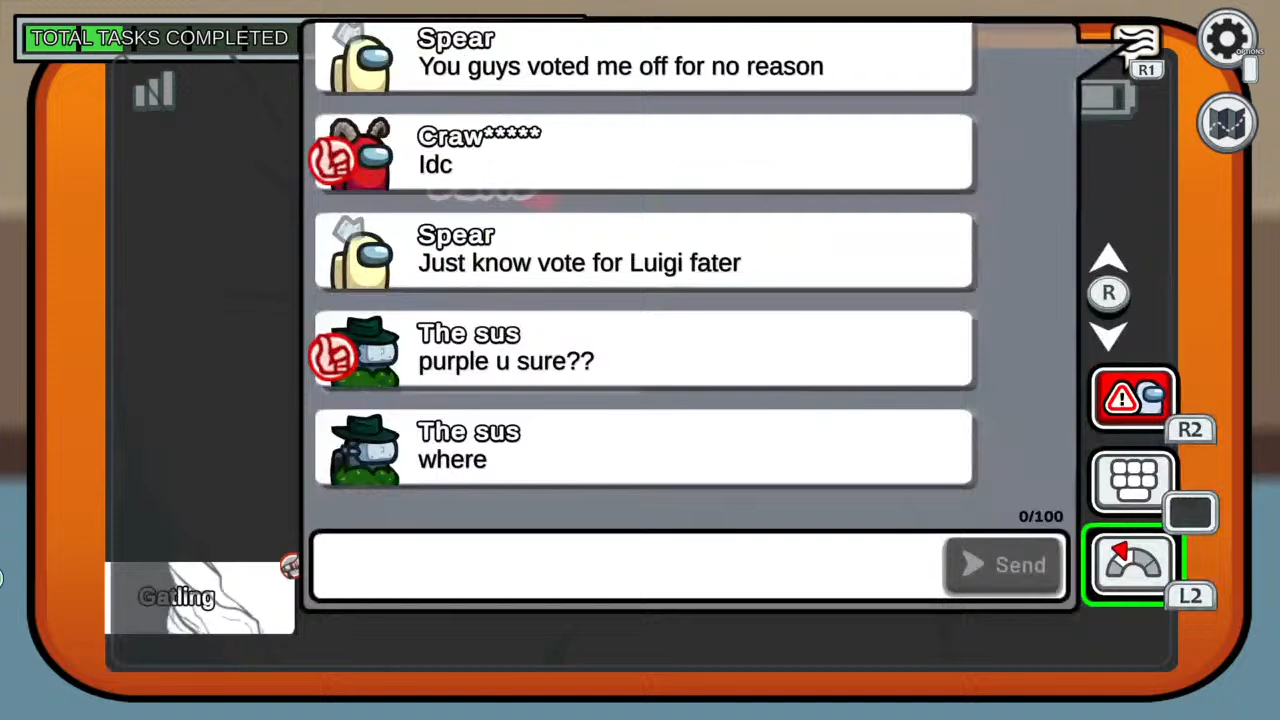 TOTAL TASKS COMPLETED
OPTIONS
R1
Spear
You guys voted me off for no reason
Craw*****
Idc
Spear
Just know vote for Luigi fater
The sus
purple u sure??
The sus
where
R
R2
0/100
Send
L2
Gatling